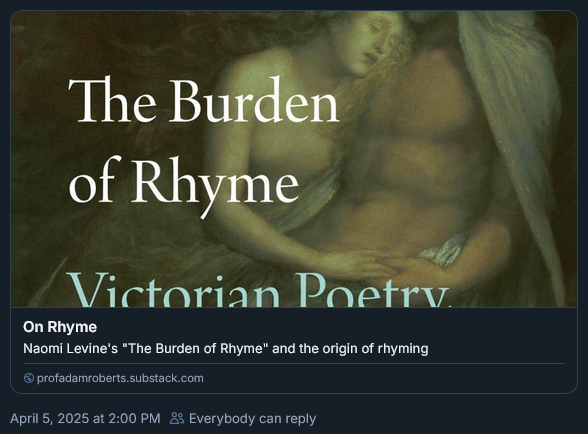 The Burden
of Rhyme
Victorian Poetry,
On Rhyme
Naomi Levine's "The Burden of Rhyme" and the origin of rhyming
profadamroberts.substack.com
April 5, 2025 at 2:00 PM Everybody can reply